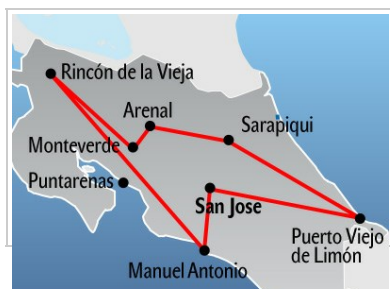 Rincón de la Vieja
Arenal
Sarapiqui
Monteverde
Puntarenas
San Jose
Puerto Viejo
de Limón
Manuel Antonio